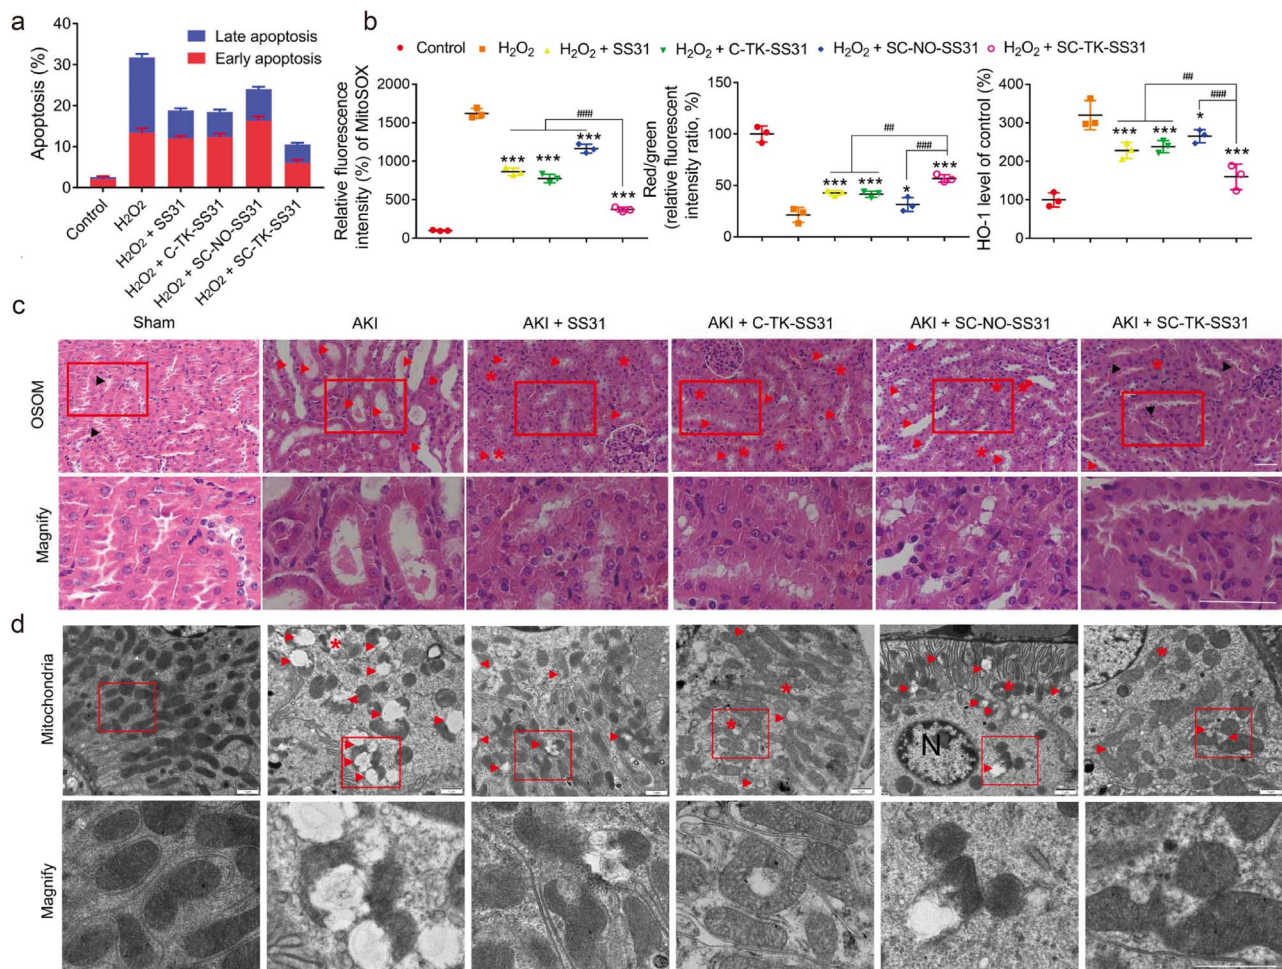 a
40
30
20
10
0
Apoptosis (%)
Late apoptosis
Early apoptosis
Control
H2O2
H2O2 + SS31
H2O2 + C-TK-SS31
H2O2 + SC-NO-SS31
H2O2 + SC-TK-SS31
b
Control
H2O2
H2O2 + SS31
H2O2 + C-TK-SS31
H2O2 + SC-NO-SS31
H2O2 + SC-TK-SS31
Relative fluorescence
intensity (%) of MitoSOX
2000
1500
1000
500
0
***
***
***
***
###
Red/green
(relative fluorescent
intensity ratio, %)
100
50
0
***
***
*
***
##
###
HO-1 level of control (%)
400
300
200
100
0
***
***
*
***
##
###
c
Sham
AKI
AKI + SS31
AKI + C-TK-SS31
AKI + SC-NO-SS31
AKI + SC-TK-SS31
OSOM
Magnify
d
Mitochondria
N
Magnify